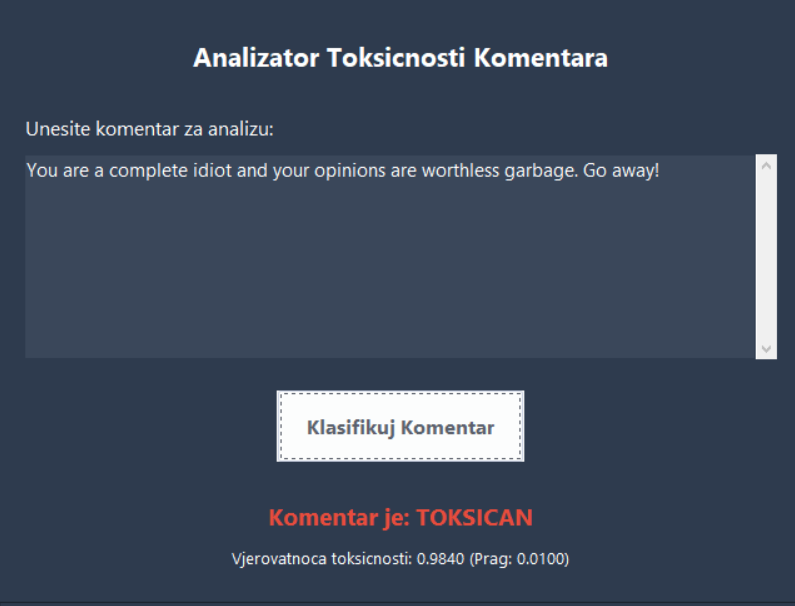 Analizator Toksicnosti Komentara
Unesite komentar za analizu:
You are a complete idiot and your opinions are worthless garbage. Go away!
Klasifikuj Komentar
Komentar je: TOKSICAN
Vjerovatnoca toksicnosti: 0.9840 (Prag: 0.0100)